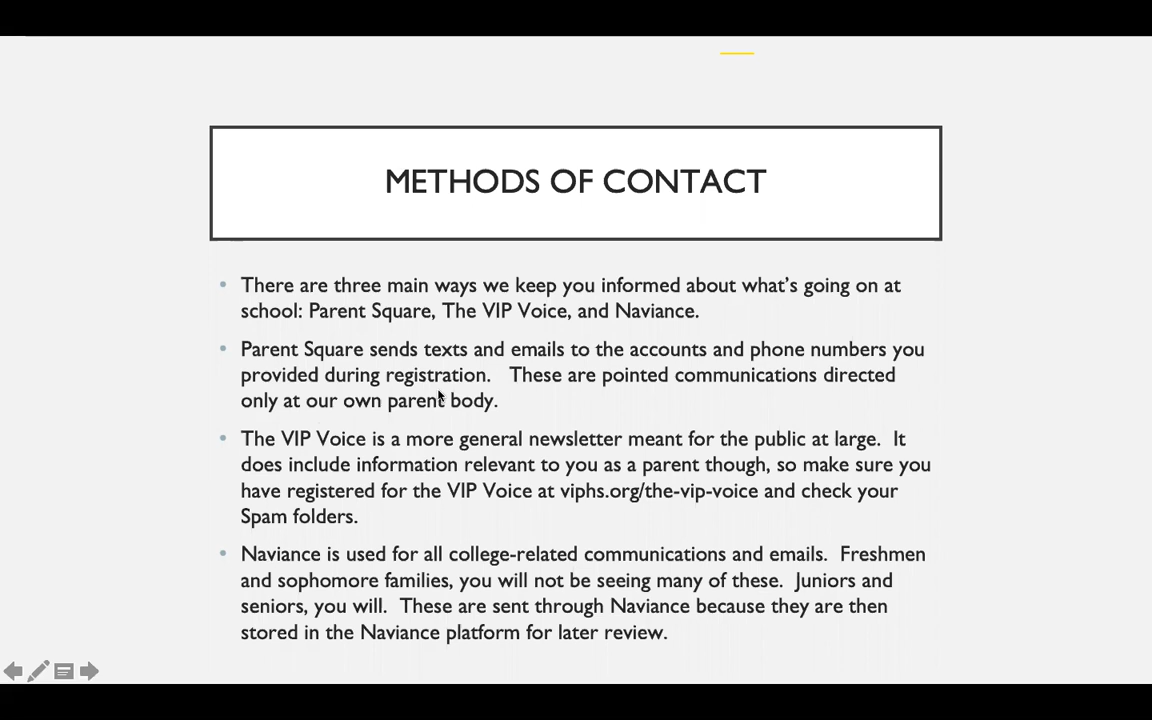 METHODS OF CONTACT
• There are three main ways we keep you informed about what's going on at
school: Parent Square, The VIP Voice, and Naviance.
• Parent Square sends texts and emails to the accounts and phone numbers you
provided during registration.   These are pointed communications directed
only at our own parent body.
• The VIP Voice is a more general newsletter meant for the public at large.  It
does include information relevant to you as a parent though, so make sure you
have registered for the VIP Voice at viphs.org/the-vip-voice and check your
Spam folders.
• Naviance is used for all college-related communications and emails.  Freshmen
and sophomore families, you will not be seeing many of these.  Juniors and
seniors, you will.  These are sent through Naviance because they are then
stored in the Naviance platform for later review.